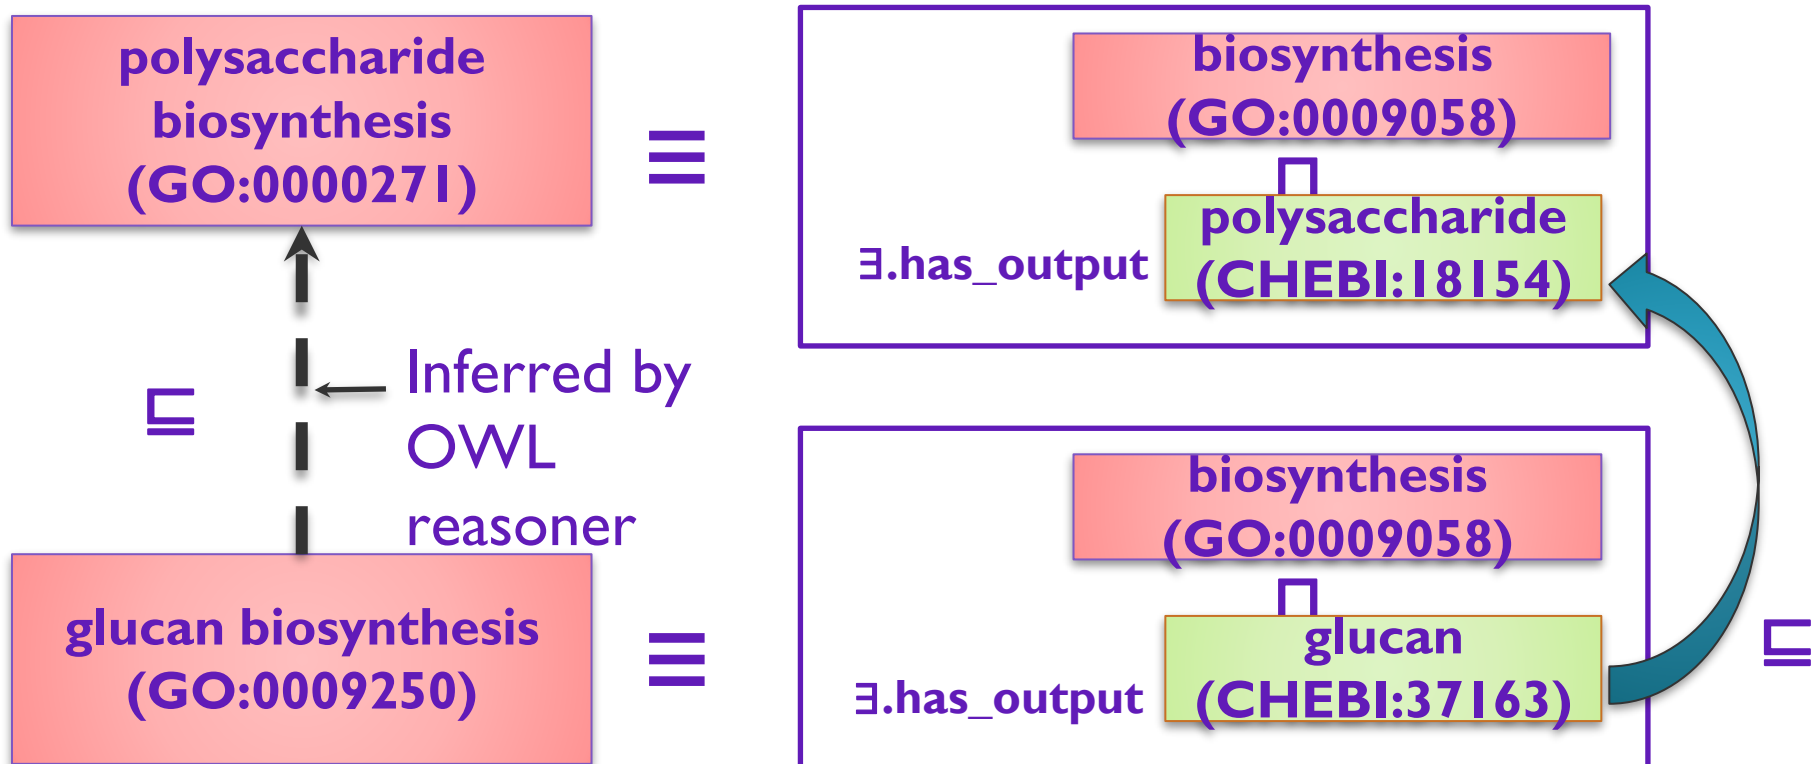 polysaccharide
biosynthesis
(GO:0000271)
≡
biosynthesis
(GO:0009058)
⊓
∃.has_output
polysaccharide
(CHEBI:18154)
⊑
Inferred by
OWL
reasoner
glucan biosynthesis
(GO:0009250)
≡
biosynthesis
(GO:0009058)
⊓
∃.has_output
glucan
(CHEBI:37163)
⊑